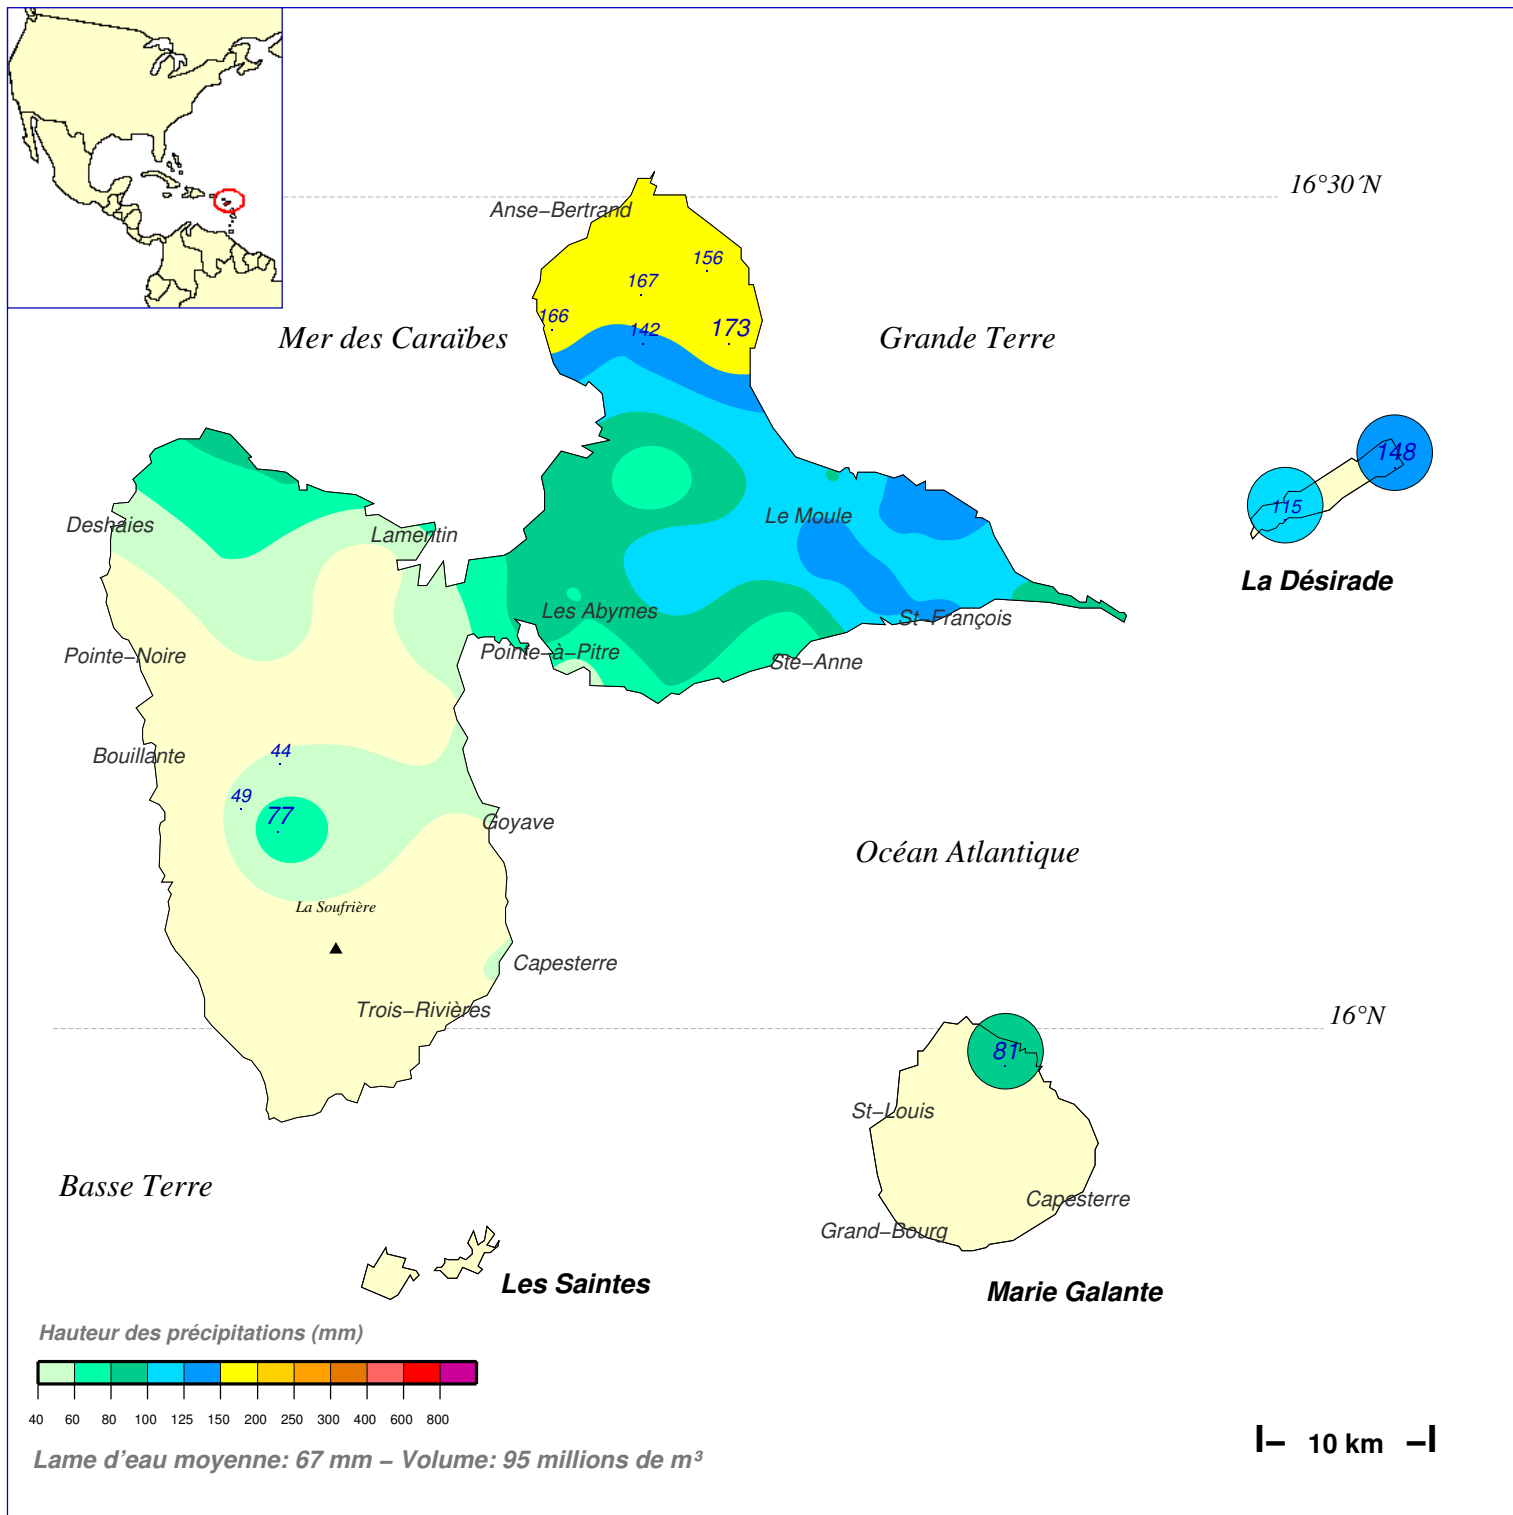 16°30´N
Anse−Bertrand
156
167
166
142
173
Mer des Caraïbes
Grande Terre
148
115
Deshaies
Lamentin
Le Moule
La Désirade
Les Abymes
St−François
Pointe−Noire
Pointe−à−Pitre
Ste−Anne
44
Bouillante
49
77
Goyave
Océan Atlantique
La Soufrière
Capesterre
Trois−Rivières
16°N
81
St−Louis
Basse Terre
Capesterre
Grand−Bourg
Les Saintes
Marie Galante
Hauteur des précipitations (mm)
40 60 80 100 125 150 200 250 300 400 600 800
10 km
Lame d'eau moyenne: 67 mm − Volume: 95 millions de m³